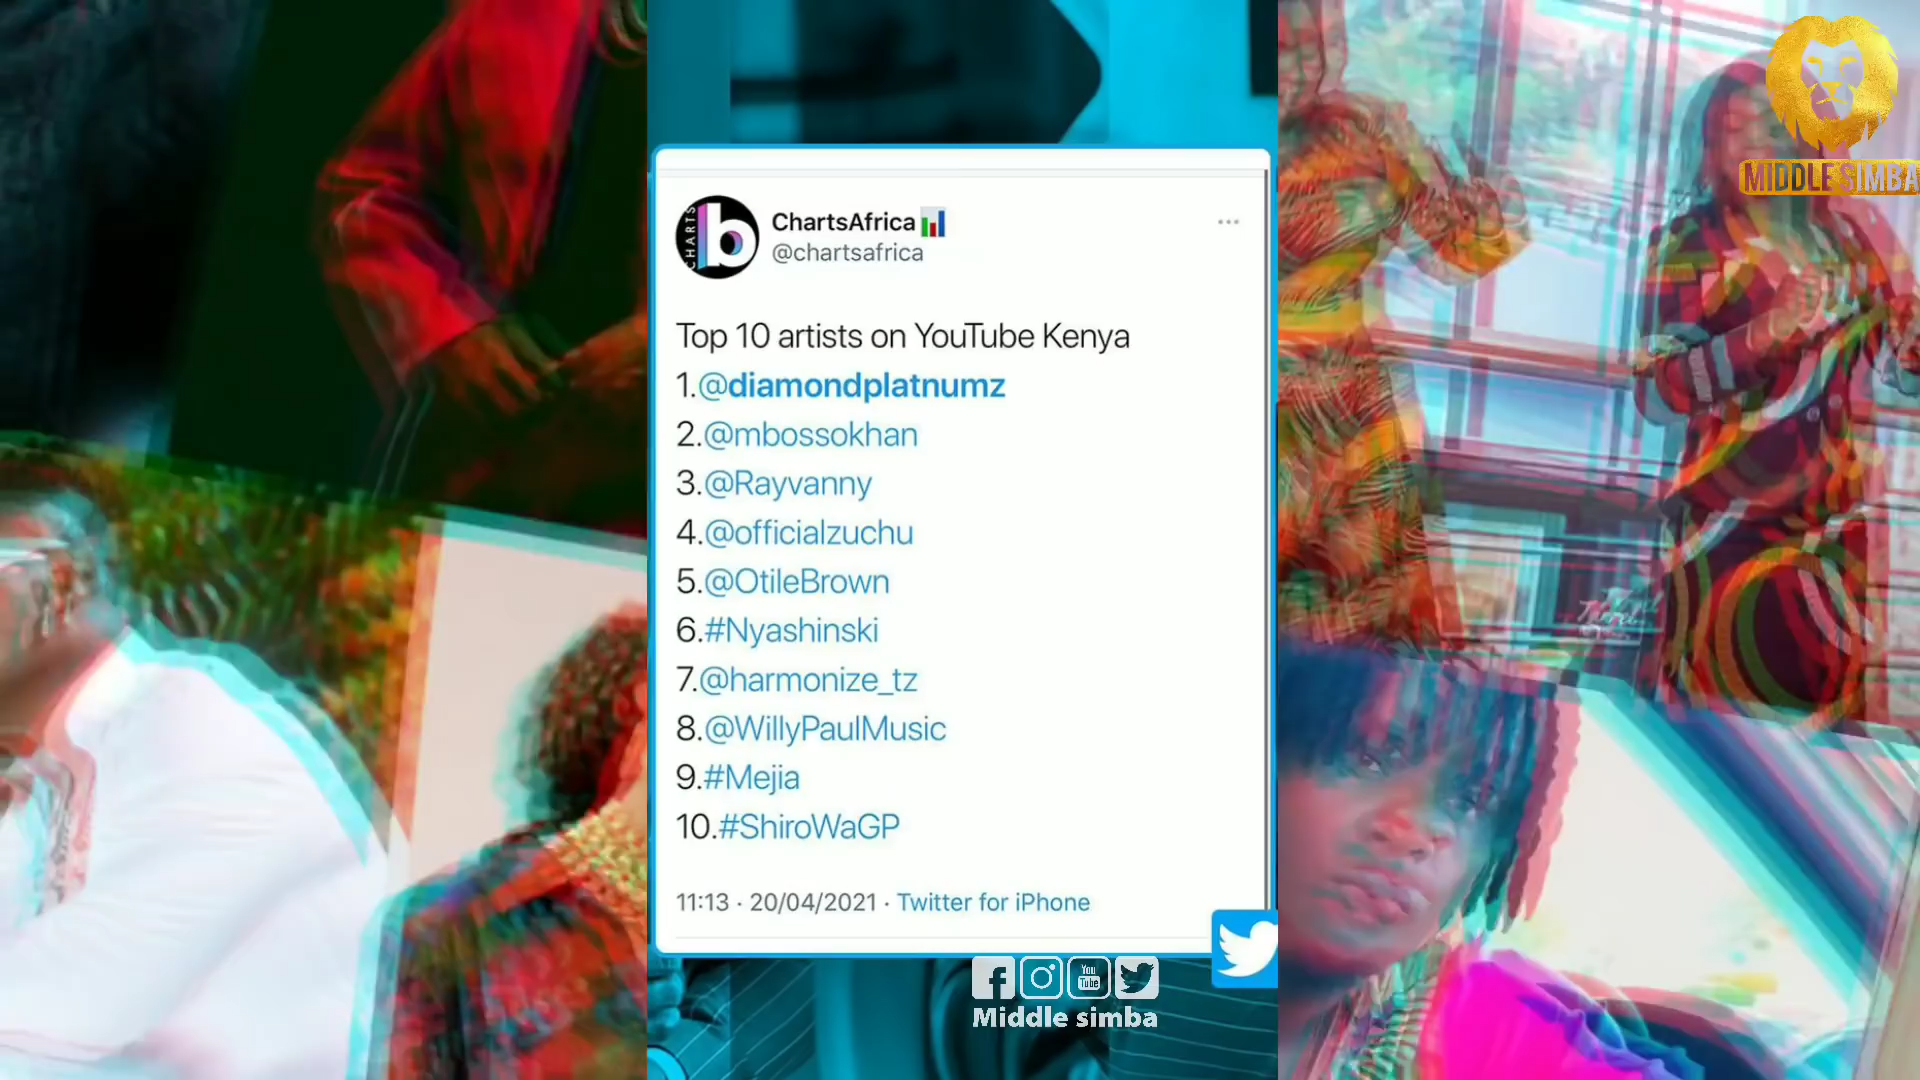 MIDDLE SIMBA
CHARTS
b
ChartsAfrica
@chartsafrica
Top 10 artists on YouTube Kenya
1.@diamondplatnumz
2.@mbossokhan
3.@Rayvanny
4.@officialzuchu
5.@OtileBrown
6.#Nyashinski
7.@harmonize_tz
8.@WillyPaulMusic
9.#Mejia
10.#ShiroWaGP
11:13 · 20/04/2021 · Twitter for iPhone
You
Tube
Middle simba